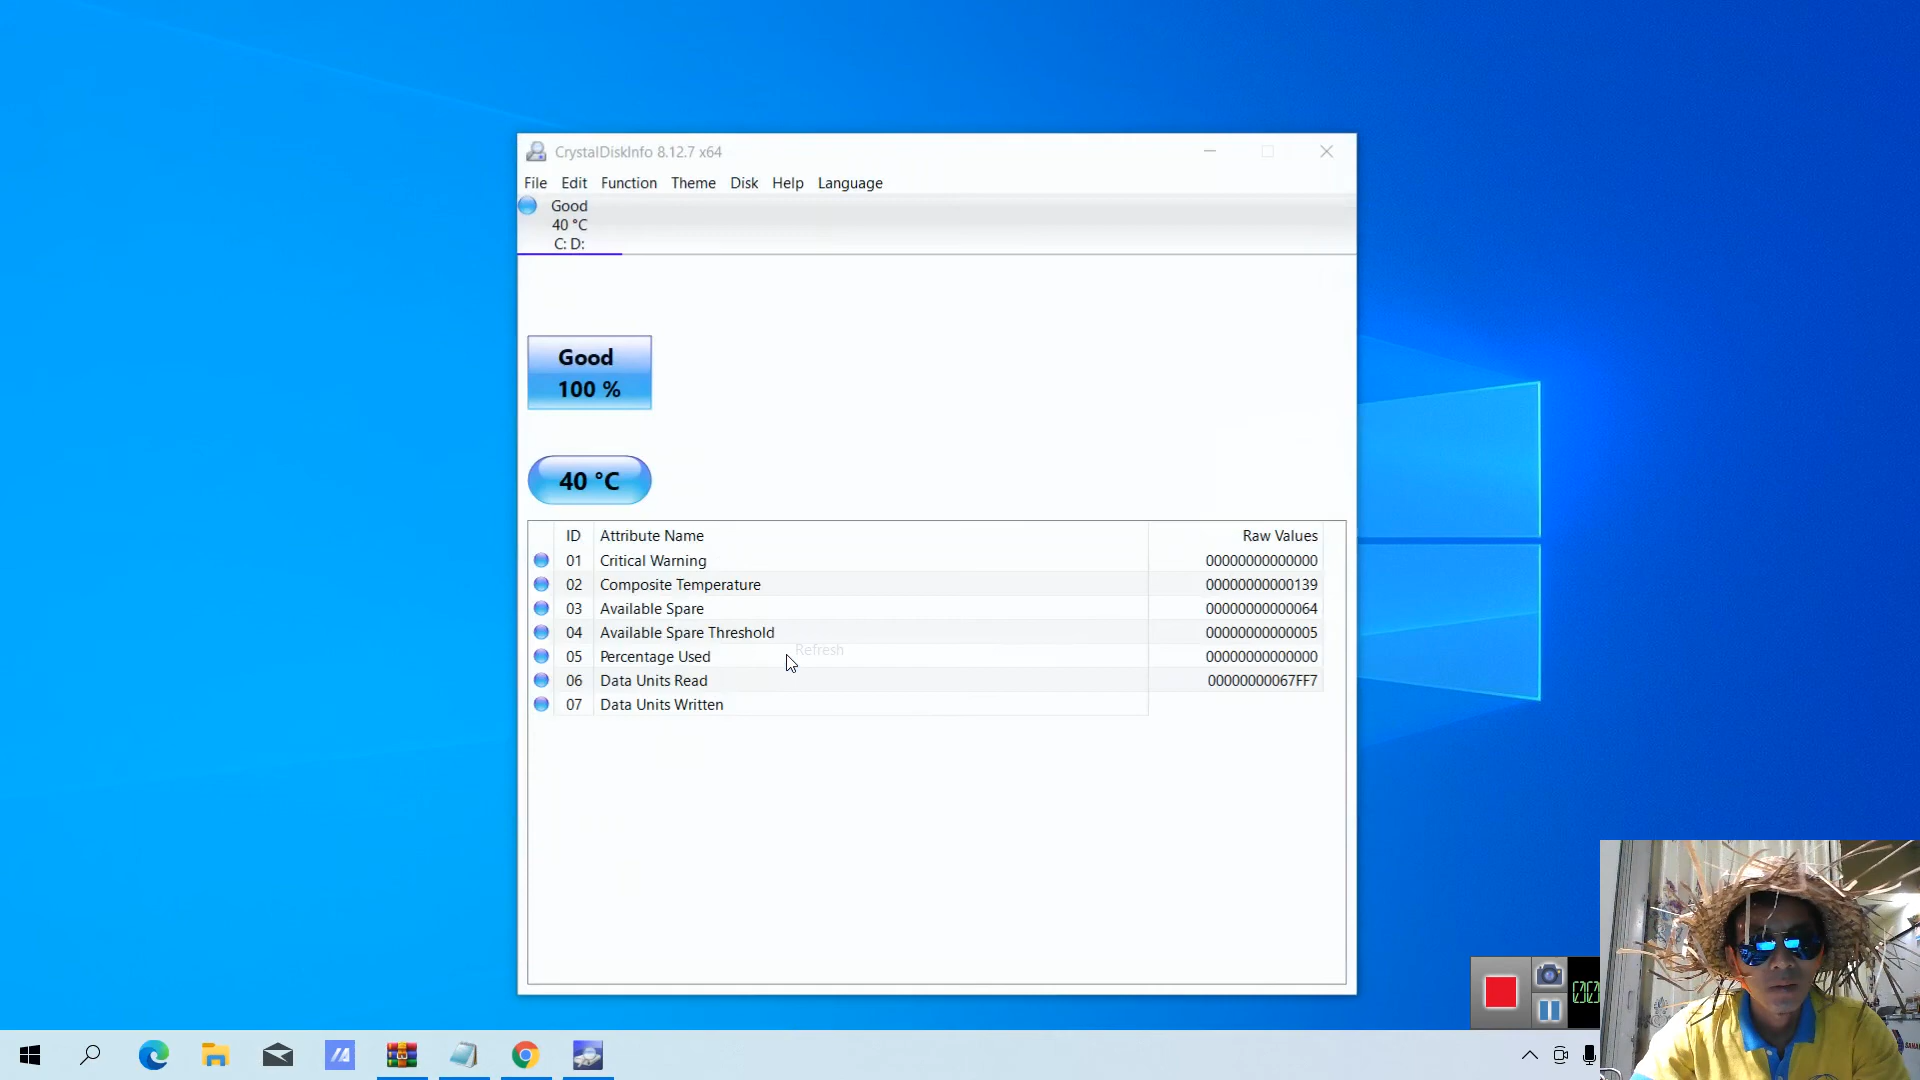 CrystalDiskInfo 8.12.7 x64
File Edit Function Theme Disk Help Language
Good
40 °C
C: D:
Good
100 %
40 °C
ID Attribute Name Raw Values
01 Critical Warning 00000000000000
02 Composite Temperature 00000000000139
03 Available Spare 00000000000064
04 Available Spare Threshold 00000000000005
Refresh
05 Percentage Used 00000000000000
06 Data Units Read 00000000067FF7
07 Data Units Written